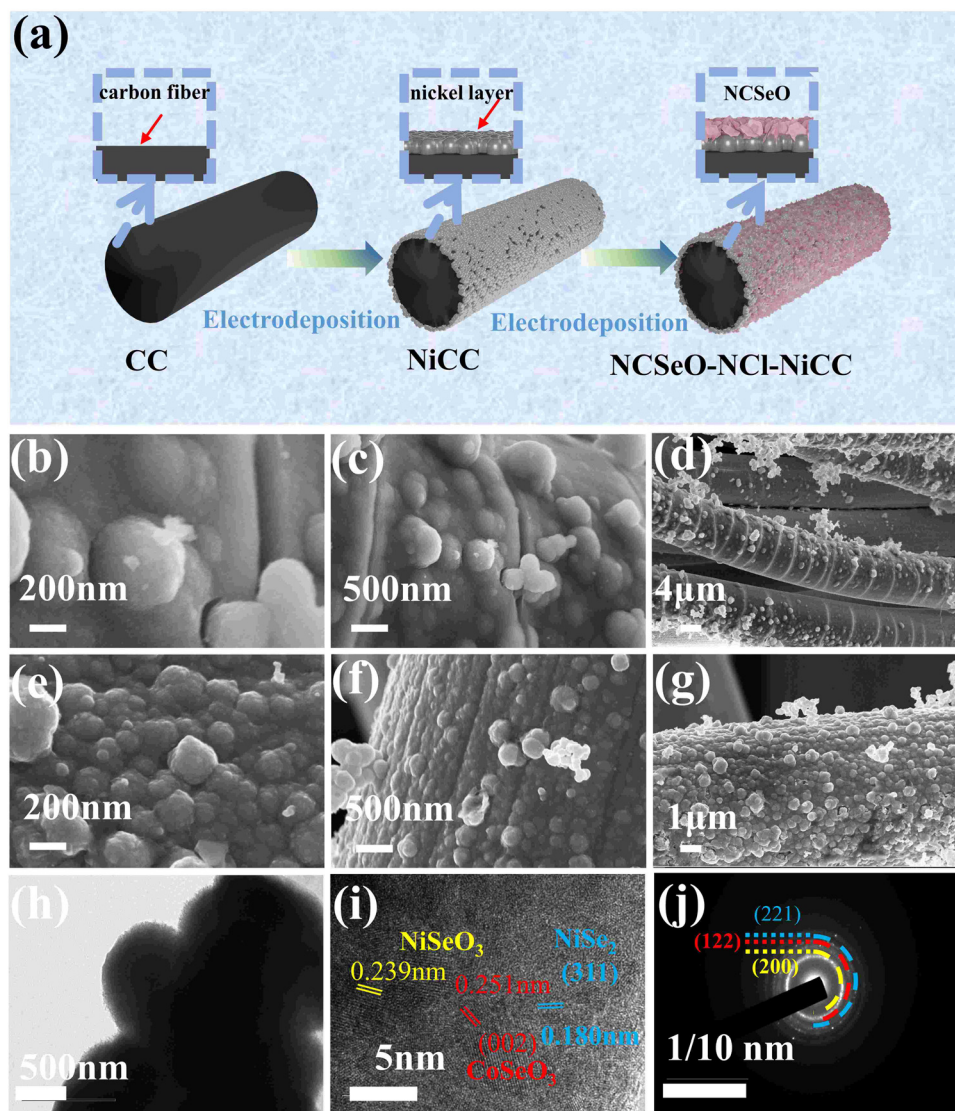 (a)
carbon fiber
nickel layer
NCSeO
Electrodeposition
Electrodeposition
CC
NiCC
NCSeO-NCl-NiCC
(b)
200nm
(c)
500nm
(d)
4μm
(e)
200nm
(f)
500nm
(g)
1μm
(h)
500nm
(i)
NiSeO3
0.239nm
NiSe2
(311)
0.251nm
0.180nm
(002)
CoSeO3
5nm
(j)
(221)
(122)
(200)
1/10 nm